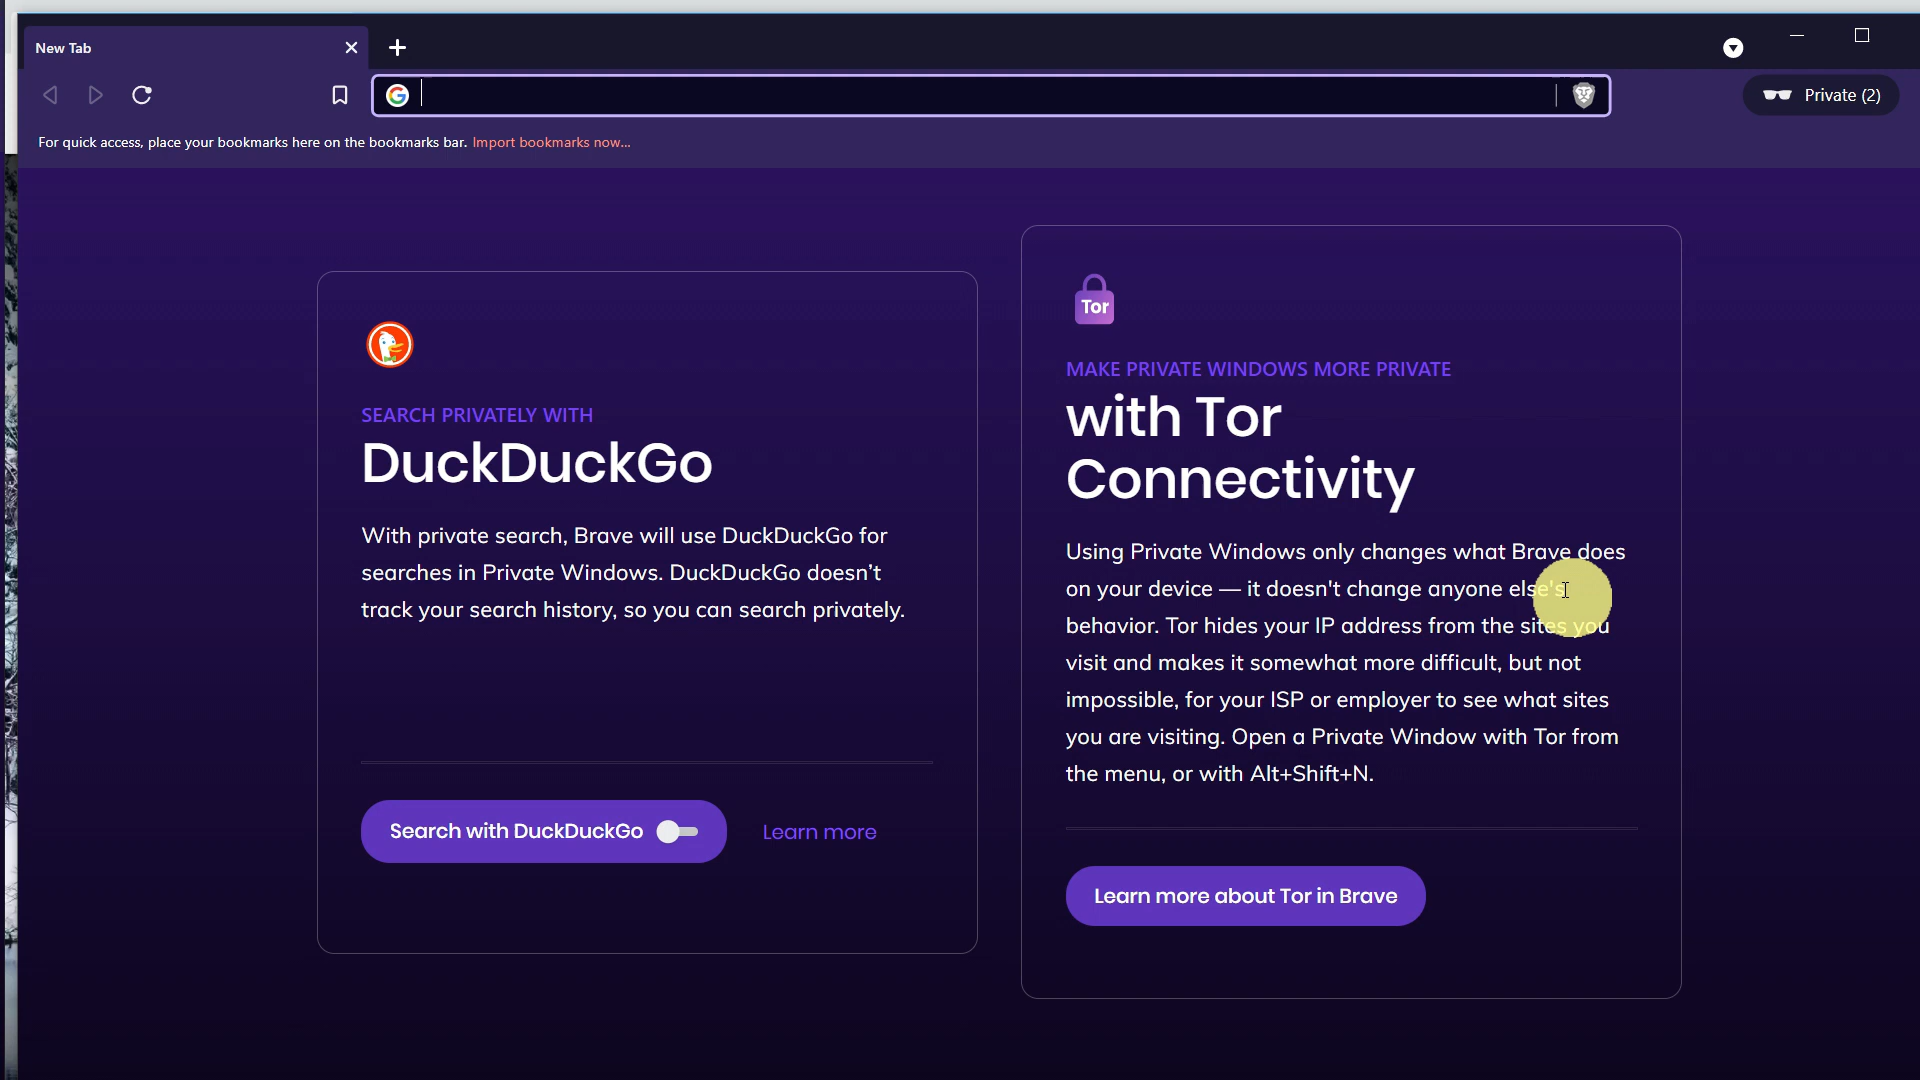 New Tab
Private (2)
For quick access, place your bookmarks here on the bookmarks bar. Import bookmarks now...
SEARCH PRIVATELY WITH
DuckDuckGo
With private search, Brave will use DuckDuckGo for
searches in Private Windows. DuckDuckGo doesn’t
track your search history, so you can search privately.
Search with DuckDuckGo
Learn more
Tor
MAKE PRIVATE WINDOWS MORE PRIVATE
with Tor
Connectivity
Using Private Windows only changes what Brave does
on your device — it doesn't change anyone else's
behavior. Tor hides your IP address from the sites you
visit and makes it somewhat more difficult, but not
impossible, for your ISP or employer to see what sites
you are visiting. Open a Private Window with Tor from
the menu, or with Alt+Shift+N.
Learn more about Tor in Brave